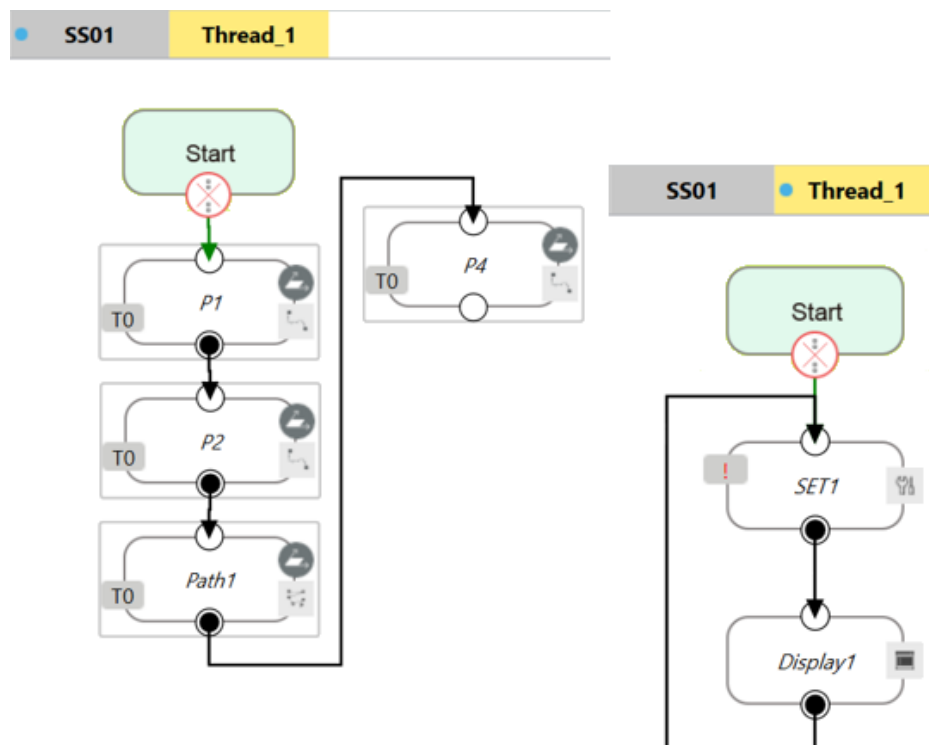 SS01 Thread_1
Start
P1
T0
P2
T0
Path1
T0
P4
T0
SS01 Thread_1
Start
!
SET1
Display1